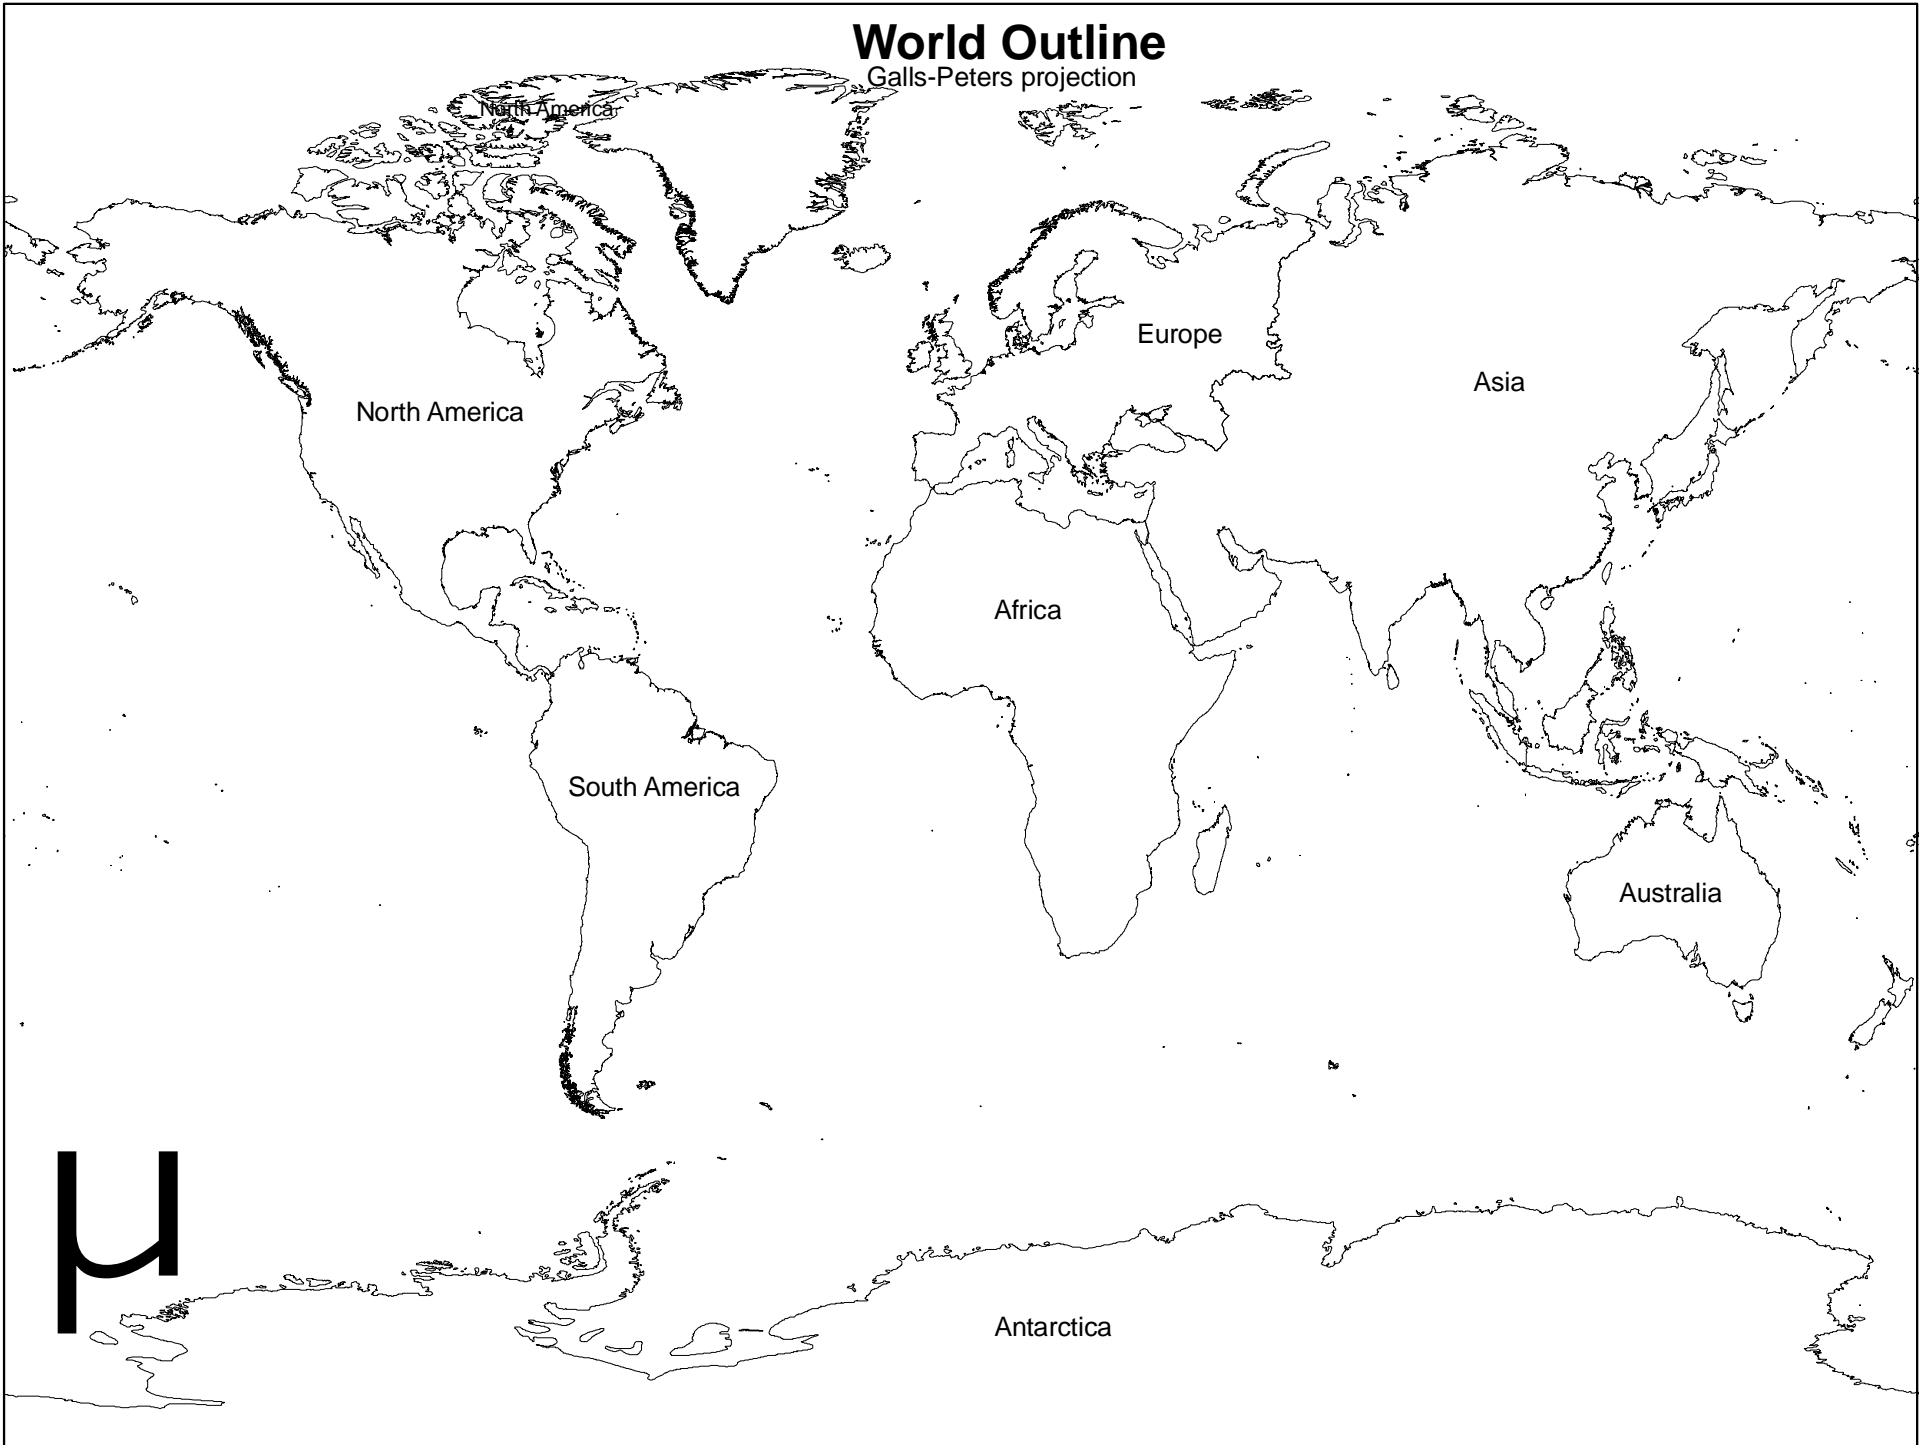 World Outline
Galls-Peters projection
North America
Europe
Asia
North America
Africa
South America
Australia
µ
Antarctica